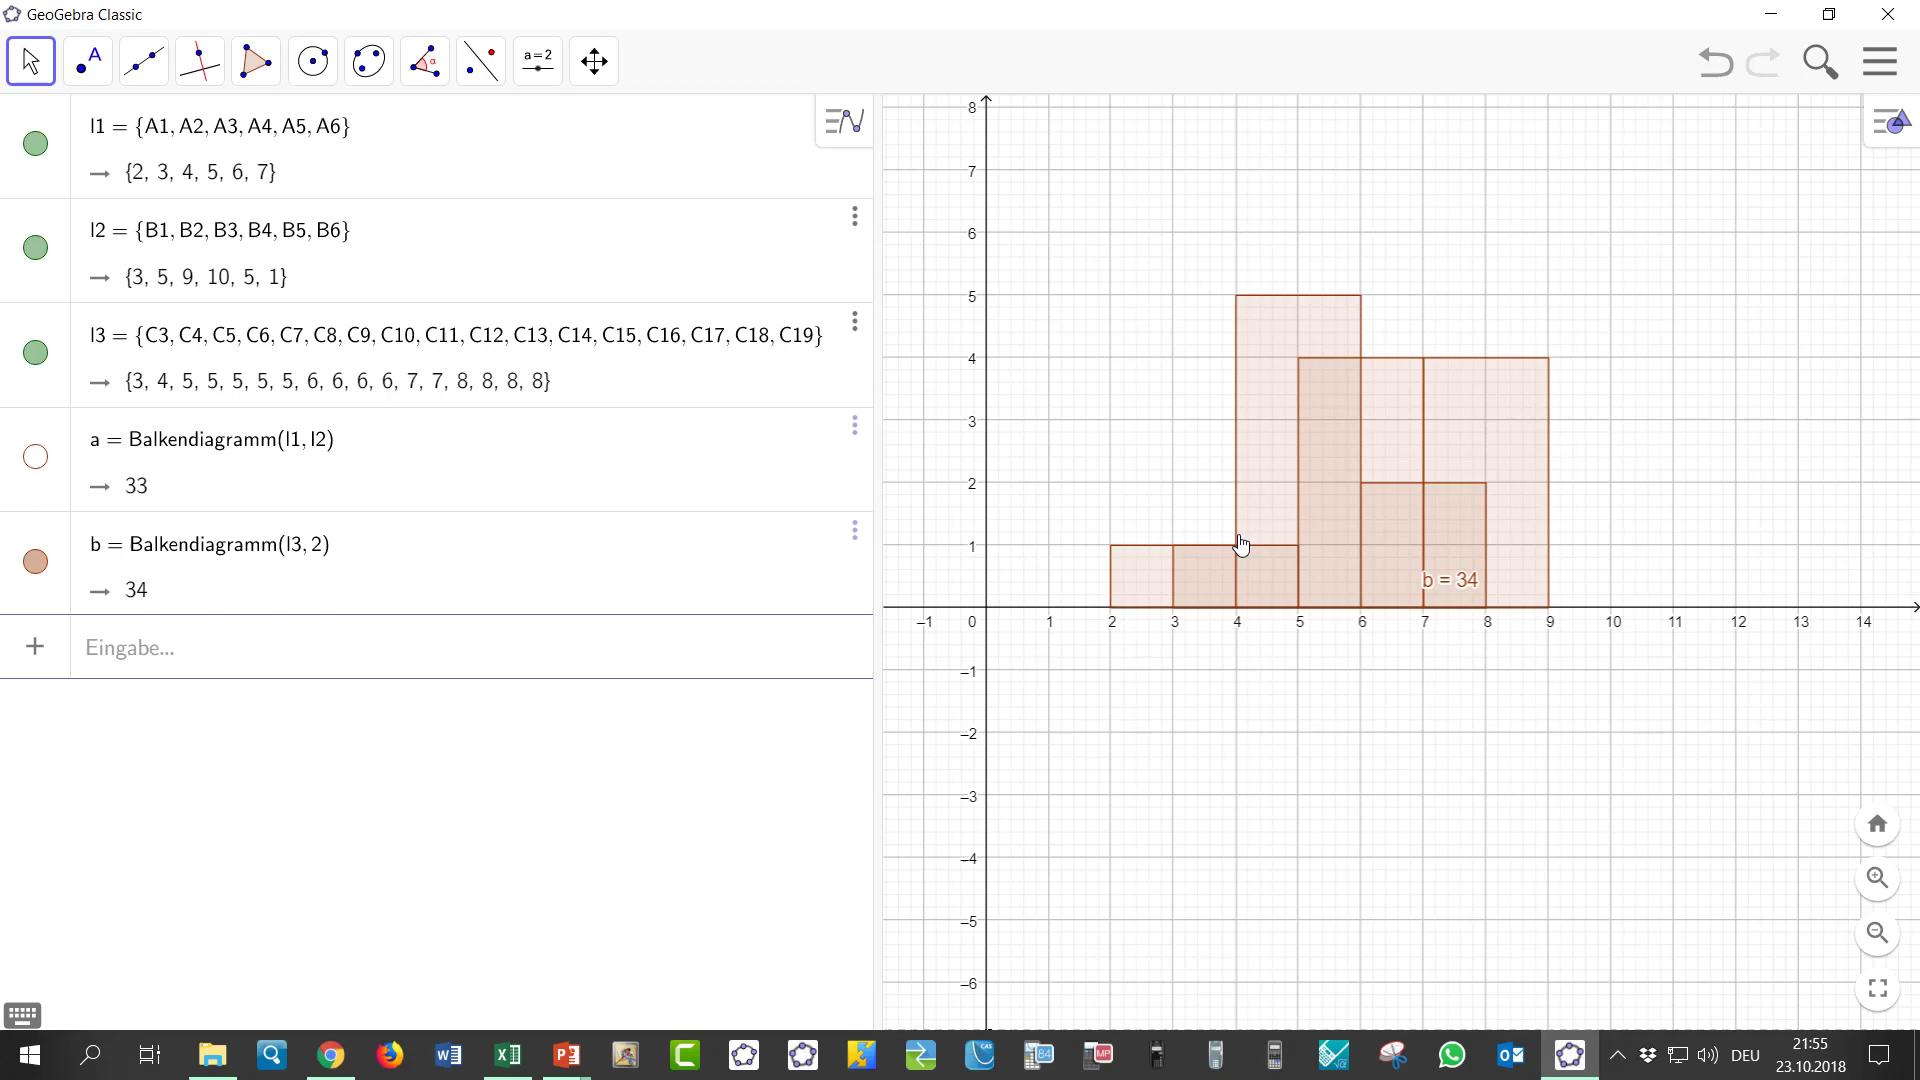 GeoGebra Classic
A
α
a=2
l1 = {A1, A2, A3, A4, A5, A6}
→ {2, 3, 4, 5, 6, 7}
l2 = {B1, B2, B3, B4, B5, B6}
→ {3, 5, 9, 10, 5, 1}
l3 = {C3, C4, C5, C6, C7, C8, C9, C10, C11, C12, C13, C14, C15, C16, C17, C18, C19}
→ {3, 4, 5, 5, 5, 5, 5, 6, 6, 6, 6, 7, 7, 8, 8, 8, 8}
a = Balkendiagramm(l1, l2)
→ 33
b = Balkendiagramm(l3, 2)
→ 34
+ Eingabe...
8
7
6
5
4
3
2
1
b = 34
–1 0 1 2 3 4 5 6 7 8 9 10 11 12 13 14
–1
–2
–3
–4
–5
–6
DEU
21:55
23.10.2018